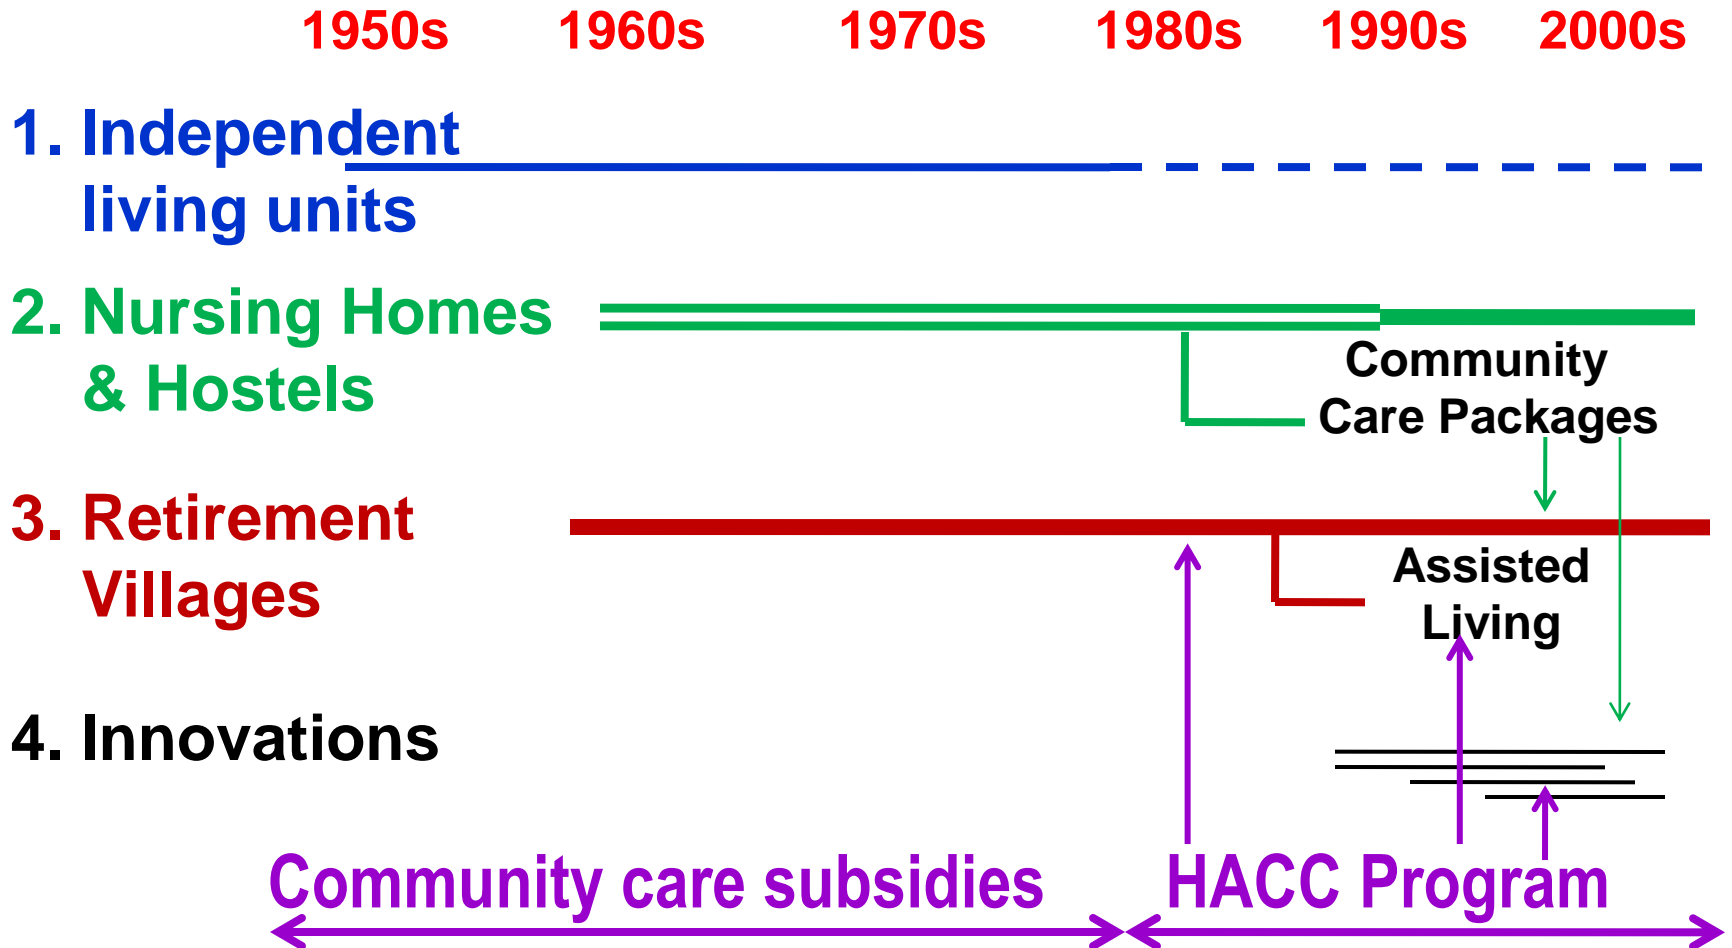 1950s 1960s 1970s 1980s 1990s 2000s
1. Independent
living units
2. Nursing Homes
& Hostels
Community
Care Packages
3. Retirement
Villages
Assisted
Living
4. Innovations
Community care subsidies HACC Program